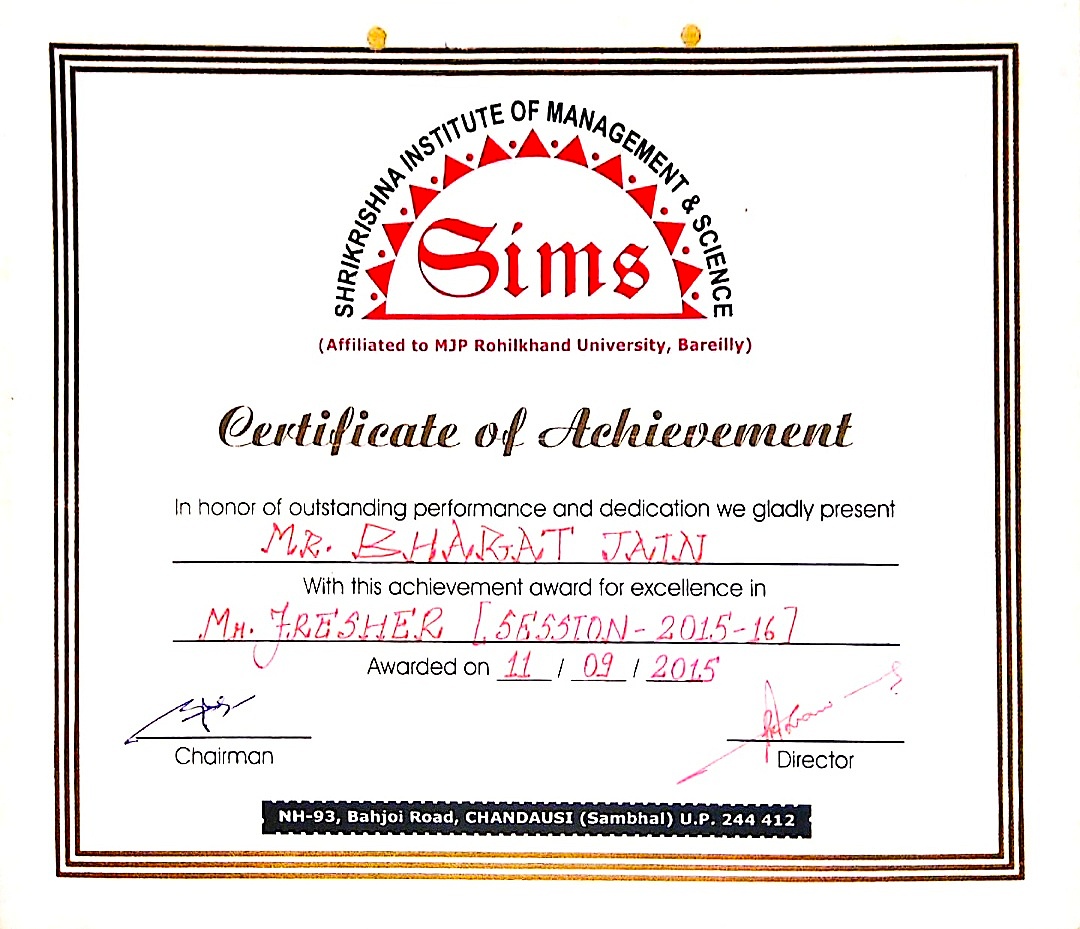 SHRIKRISHNA INSTITUTE OF MANAGEMENT & SCIENCE
Sims
(Affiliated to MJP Rohilkhand University, Bareilly)
Certificate of Achievement
In honor of outstanding performance and dedication we gladly present
MR. BHARAT JAIN
With this achievement award for excellence in
MR. FRESHER [SESSION-2015-16]
Awarded on 11 / 09 / 2015
Chairman
Director
NH-93, Bahjoi Road, CHANDAUSI (Sambhal) U.P. 244 412